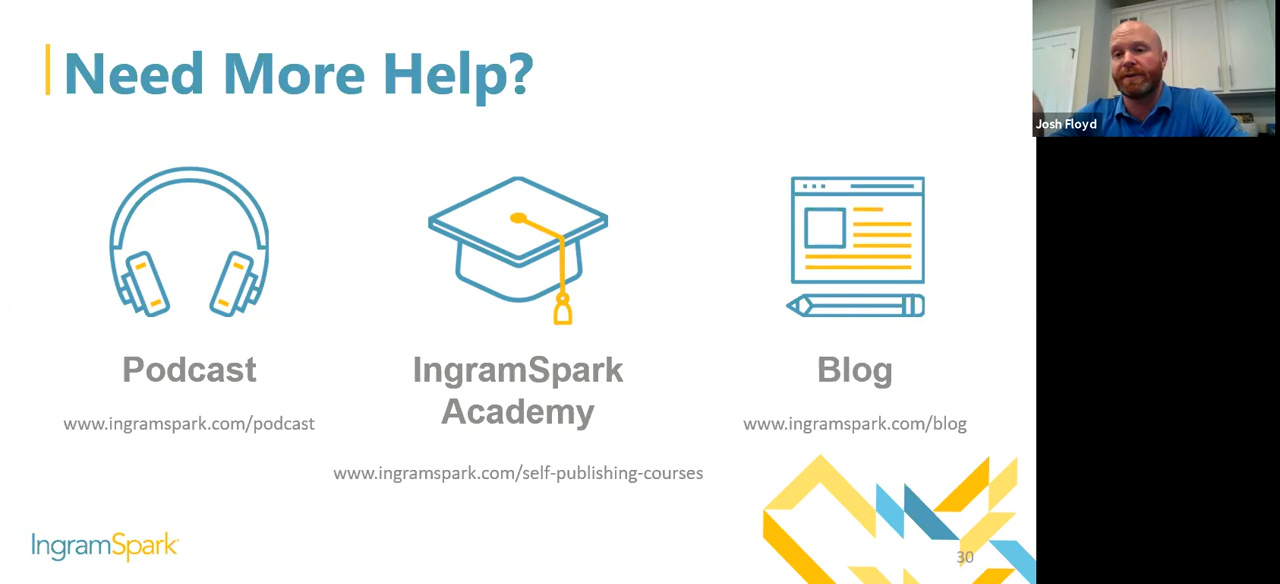 Need More Help?
Josh Floyd
Podcast
www.ingramspark.com/podcast
IngramSpark
Academy
www.ingramspark.com/self-publishing-courses
Blog
www.ingramspark.com/blog
IngramSpark
30